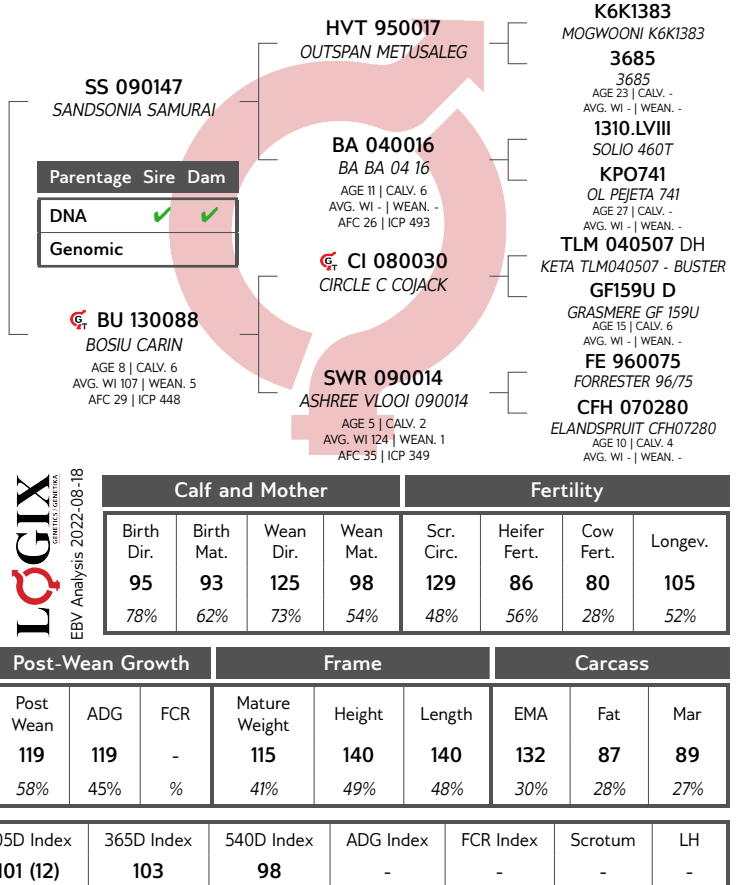 K6K1383
MOGWOONI K6K1383
HVT 950017
OUTSPAN METUSALEG
3685
3685
AGE 23 | CALV. -
AVG. WI - | WEAN. -
SS 090147
SANDSONIA SAMURAI
1310.LVIII
SOLIO 460T
BA 040016
BA BA 04 16
AGE 11 | CALV. 6
AVG. WI - | WEAN. -
AFC 26 | ICP 493
KPO741
OL PEJETA 741
AGE 27 | CALV. -
AVG. WI - | WEAN. -
Parentage Sire Dam
DNA ✔ ✔
Genomic
TLM 040507 DH
KETA TLM040507 - BUSTER
GT CI 080030
CIRCLE C COJACK
GF159U D
GRASMERE GF 159U
AGE 15 | CALV. 6
AVG. WI - | WEAN. -
GT BU 130088
BOSIU CARIN
AGE 8 | CALV. 6
AVG. WI 107 | WEAN. 5
AFC 29 | ICP 448
FE 960075
FORRESTER 96/75
SWR 090014
ASHREE VLOOI 090014
AGE 5 | CALV. 2
AVG. WI 124 | WEAN. 1
AFC 35 | ICP 349
CFH 070280
ELANDSPRUIT CFH07280
AGE 10 | CALV. 4
AVG. WI - | WEAN. -
LOGIX
GENETICS / GENETIKA
EBV Analysis 2022-08-18
Calf and Mother Fertility
Birth Birth Wean Wean Scr. Heifer Cow Longev.
Dir. Mat. Dir. Mat. Circ. Fert. Fert.
95 93 125 98 129 86 80 105
78% 62% 73% 54% 48% 56% 28% 52%
Post-Wean Growth Frame Carcass
Post ADG FCR Mature Height Length EMA Fat Mar
Wean Weight
119 119 - 115 140 140 132 87 89
58% 45% % 41% 49% 48% 30% 28% 27%
05D Index 365D Index 540D Index ADG Index FCR Index Scrotum LH
101 (12) 103 98 - - - -